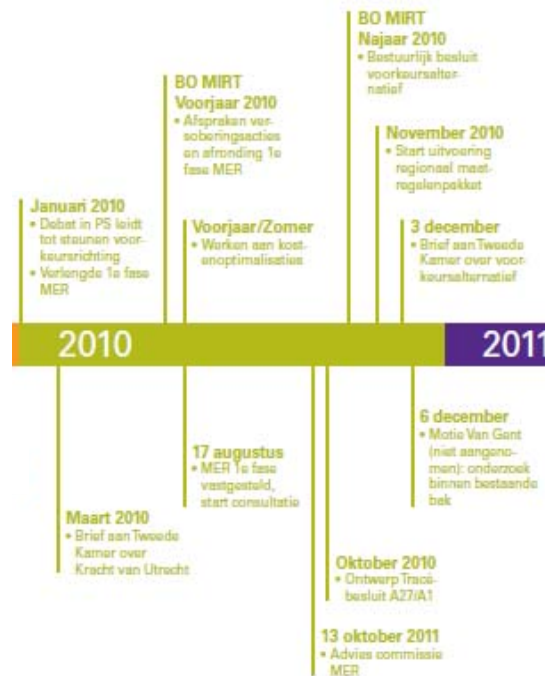 BO MIRT
Najaar 2010
• Bestuurlijk besluit
voorkeursalter-
natief
BO MIRT
Voorjaar 2010
• Afspraken ver-
soberingsacties
en afronding 1e
fase MER
November 2010
• Start uitvoering
regionaal maat-
regelenpakket
Januari 2010
• Debat in PS leidt
tot steunen voor-
keursrichting
• Verlengde 1e fase
MER
Voorjaar/Zomer
• Werken aan kost-
enoptimalisaties
3 december
• Brief aan Tweede
Kamer over voor-
keursalternatief
2010
2011
6 december
• Motie Van Gent
(niet aangeno-
men): onderzoek
binnen bestaande
bak
17 augustus
• MER 1e fase
vastgesteld,
start consultatie
Maart 2010
• Brief aan Tweede
Kamer over
Kracht van Utrecht
Oktober 2010
• Ontwerp Tracé-
besluit A27/A1
13 oktober 2011
• Advies commissie
MER